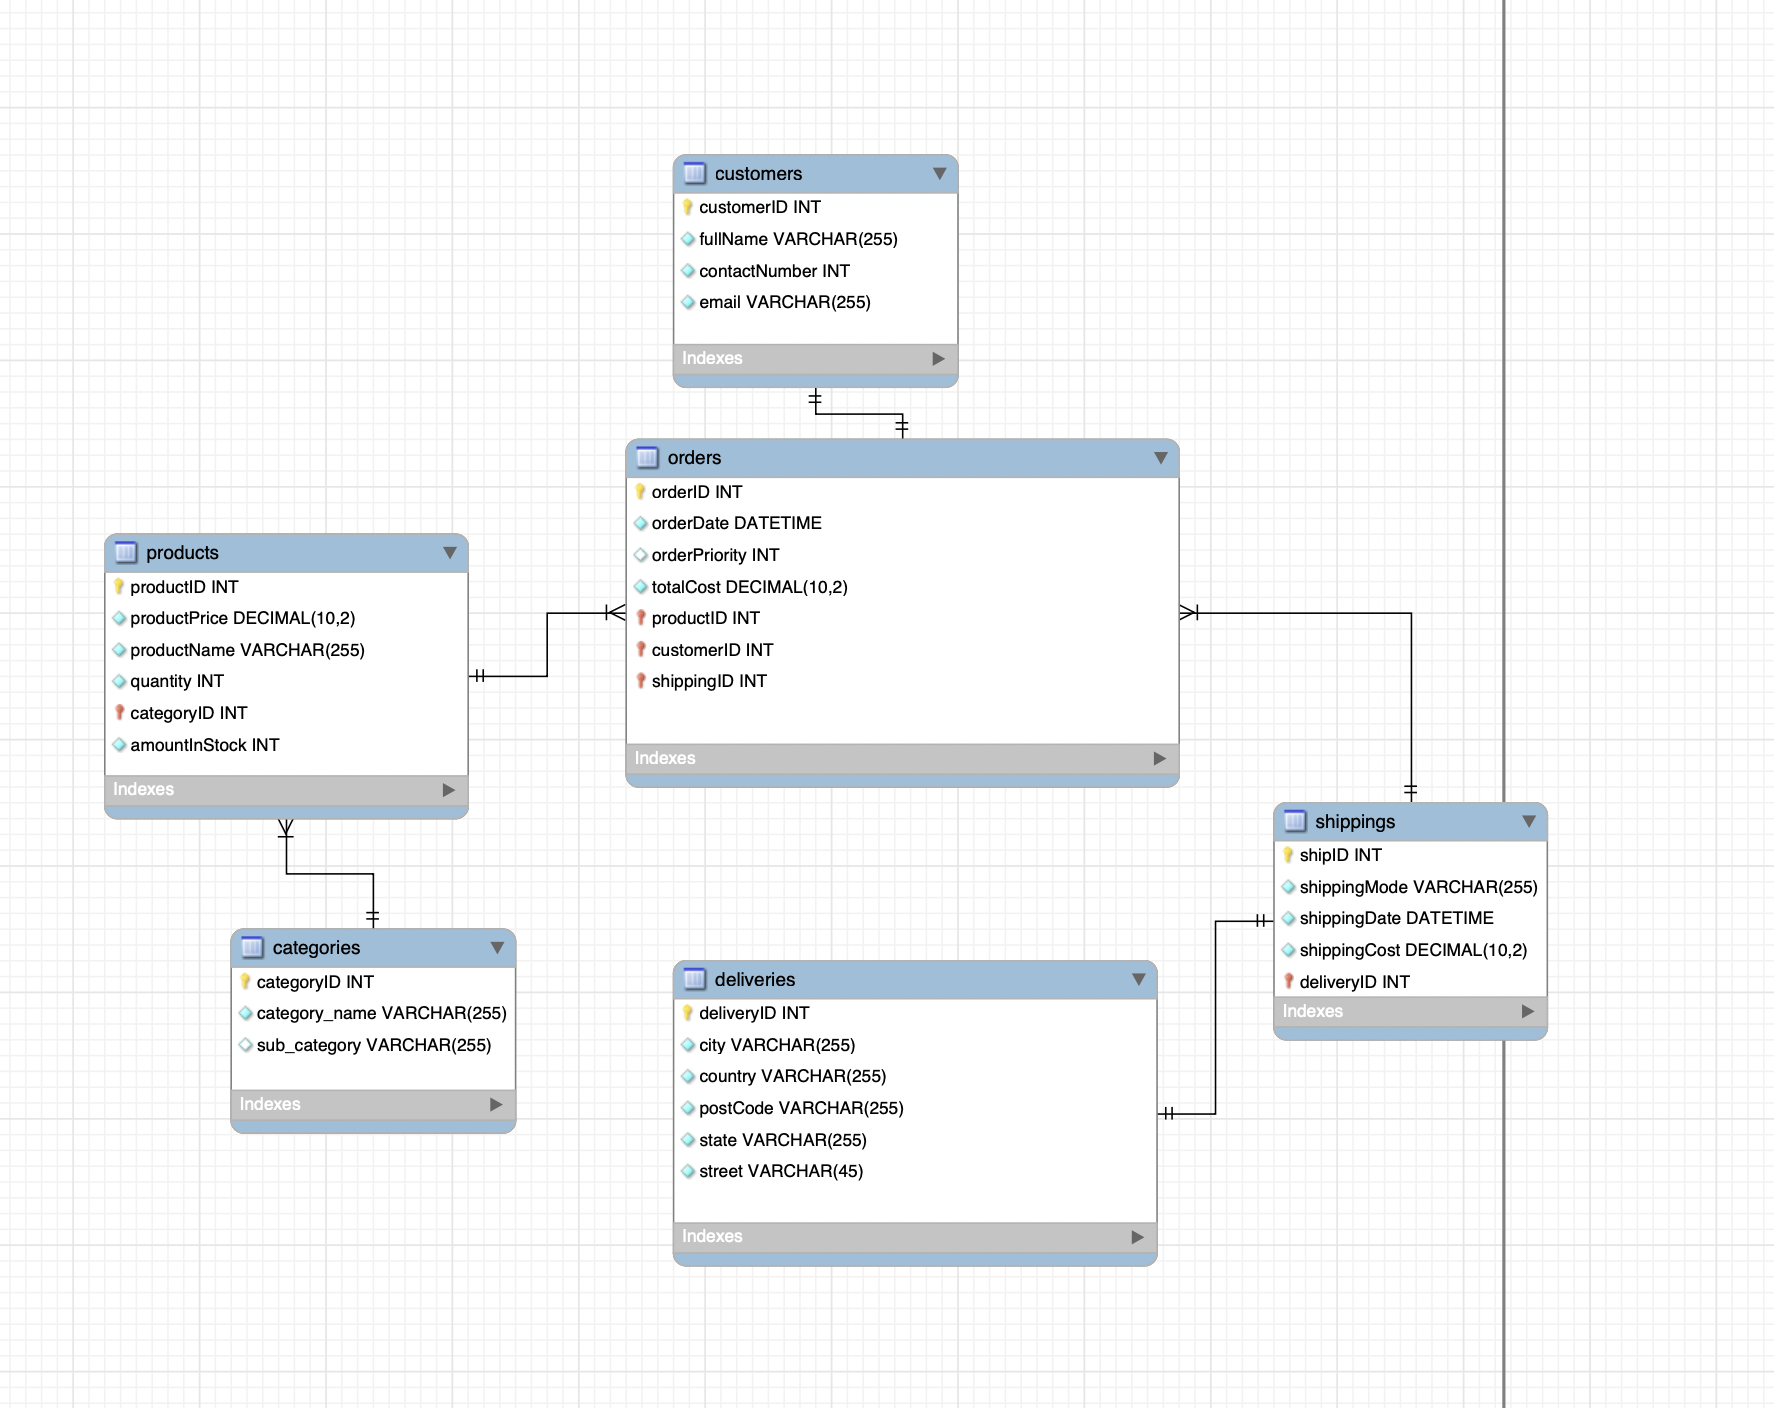 customers
customerID INT
fullName VARCHAR(255)
contactNumber INT
email VARCHAR(255)
Indexes
orders
orderID INT
orderDate DATETIME
orderPriority INT
totalCost DECIMAL(10,2)
productID INT
customerID INT
shippingID INT
Indexes
products
productID INT
productPrice DECIMAL(10,2)
productName VARCHAR(255)
quantity INT
categoryID INT
amountInStock INT
Indexes
shippings
shipID INT
shippingMode VARCHAR(255)
shippingDate DATETIME
shippingCost DECIMAL(10,2)
deliveryID INT
Indexes
categories
categoryID INT
category_name VARCHAR(255)
sub_category VARCHAR(255)
Indexes
deliveries
deliveryID INT
city VARCHAR(255)
country VARCHAR(255)
postCode VARCHAR(255)
state VARCHAR(255)
street VARCHAR(45)
Indexes